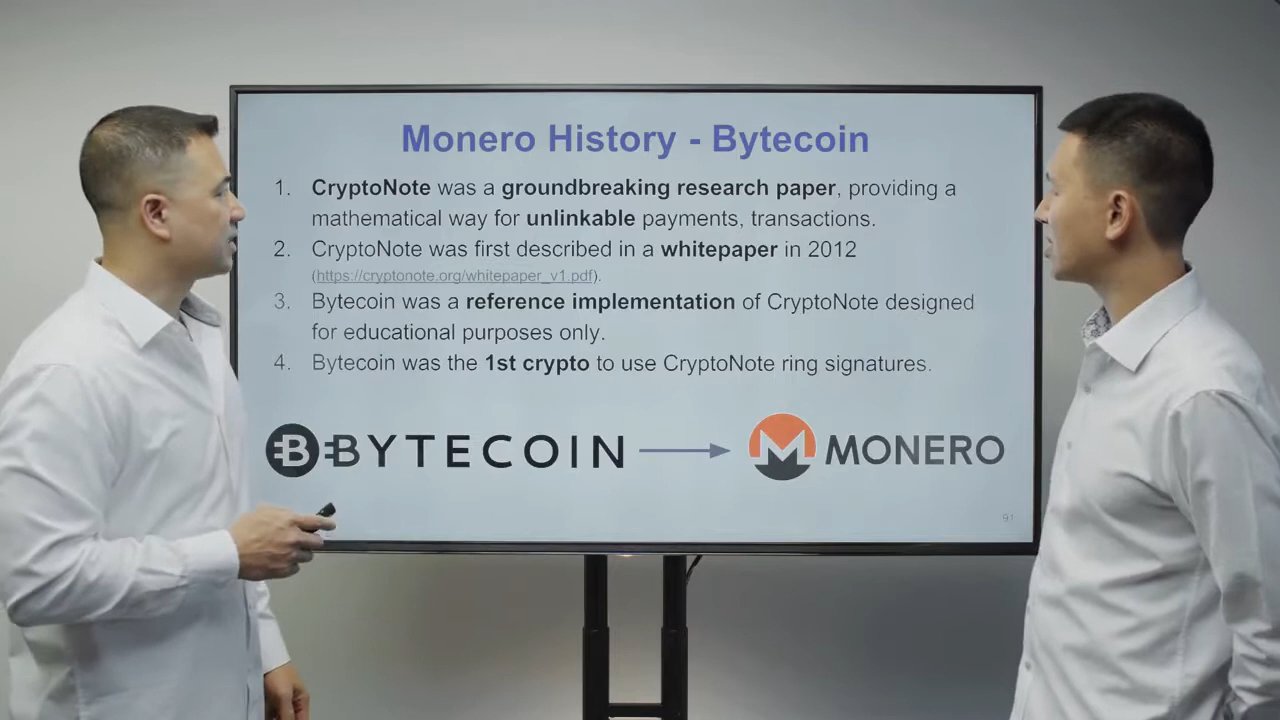 Monero History - Bytecoin
1. CryptoNote was a groundbreaking research paper, providing a
mathematical way for unlinkable payments, transactions.
2. CryptoNote was first described in a whitepaper in 2012
(https://cryptonote.org/whitepaper_v1.pdf).
3. Bytecoin was a reference implementation of CryptoNote designed
for educational purposes only.
4. Bytecoin was the 1st crypto to use CryptoNote ring signatures.
BYTECOIN
MONERO
91